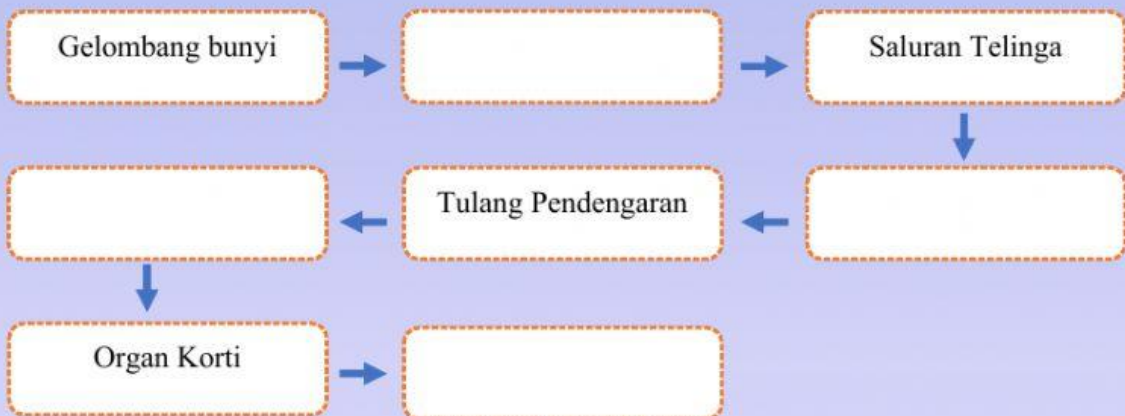 Gelombang bunyi
Saluran Telinga
Tulang Pendengaran
Organ Korti